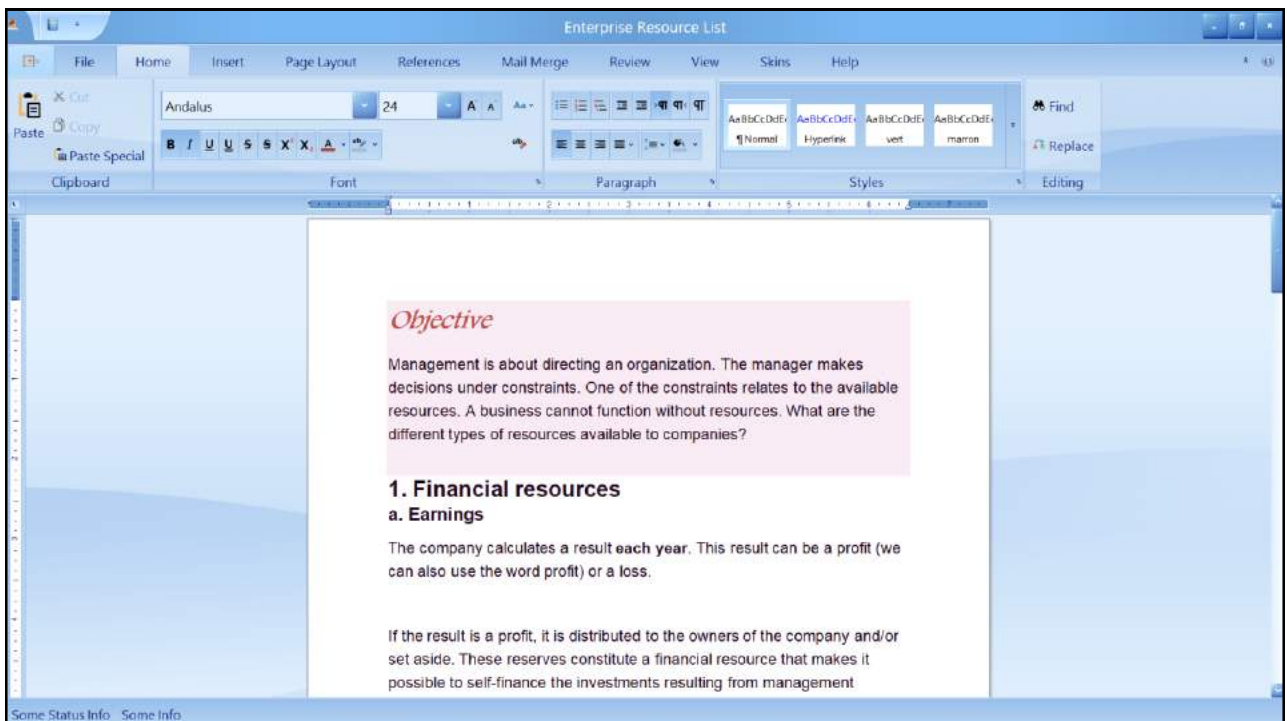 Enterprise Resource List
File Home Insert Page Layout References Mail Merge Review View Skins Help
Paste
Cut
Copy
Paste Special
Andalus 24
AaBbCcDdE AaBbCcDdE AaBbCcDdE AaBbCcDdE
¶ Normal Hyperlink vert marron
Find
Replace
Clipboard Font Paragraph Styles Editing
Objective
Management is about directing an organization. The manager makes
decisions under constraints. One of the constraints relates to the available
resources. A business cannot function without resources. What are the
different types of resources available to companies?
1. Financial resources
a. Earnings
The company calculates a result each year. This result can be a profit (we
can also use the word profit) or a loss.
If the result is a profit, it is distributed to the owners of the company and/or
set aside. These reserves constitute a financial resource that makes it
possible to self-finance the investments resulting from management
Some Status Info Some Info